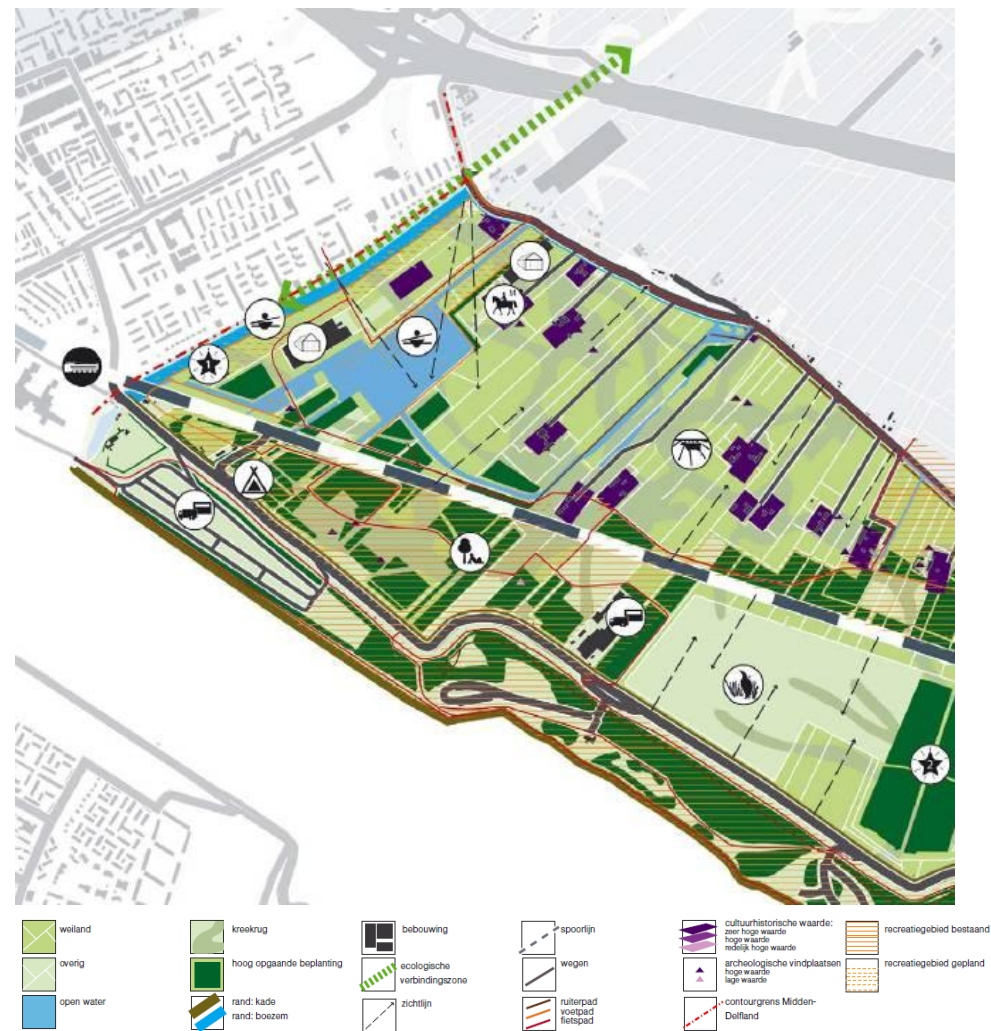 1
M
2
weiland
overig
open water
kreekrug
hoog opgaande beplanting
rand: kade
rand: boezem
bebouwing
ecologische
verbindingszone
zichtlijn
spoorlijn
wegen
ruiterpad
voetpad
fietspad
cultuurhistorische waarde:
zeer hoge waarde
hoge waarde
redelijk hoge waarde
archeologische vindplaatsen
hoge waarde
lage waarde
contourgrens Midden-
Delfland
recreatiegebied bestaand
recreatiegebied gepland